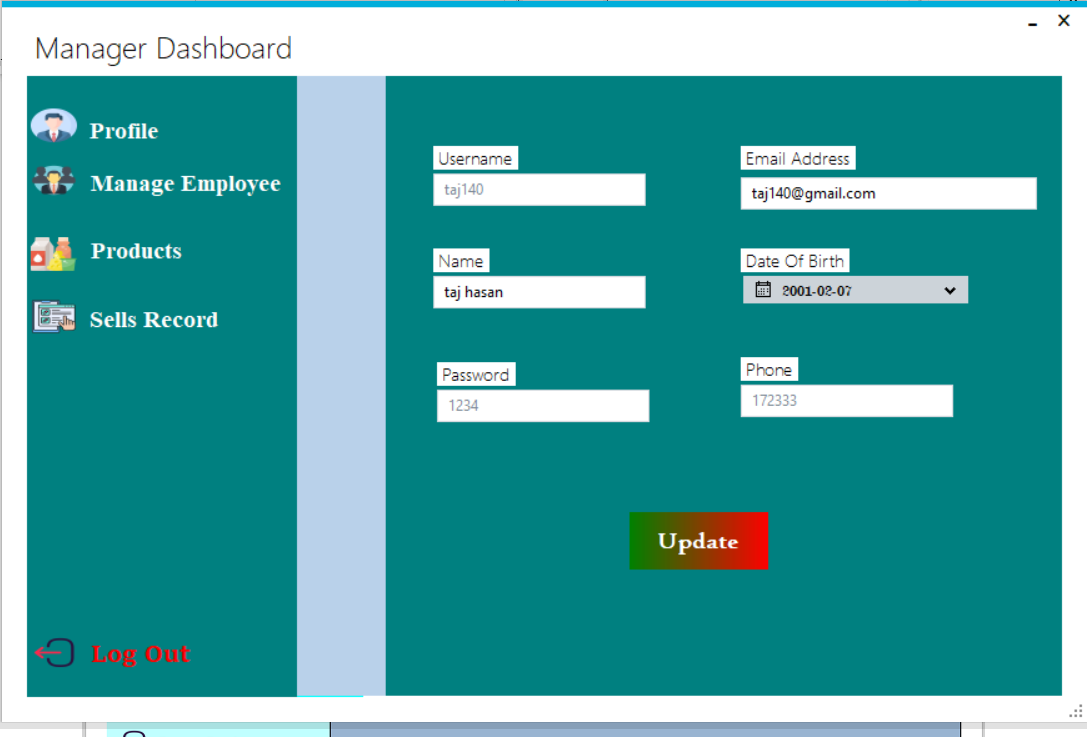 Manager Dashboard
Profile
Manage Employee
Products
Sells Record
Log Out
Username
taj140
Email Address
taj140@gmail.com
Name
taj hasan
Date Of Birth
2001-02-07
Password
1234
Phone
172333
Update